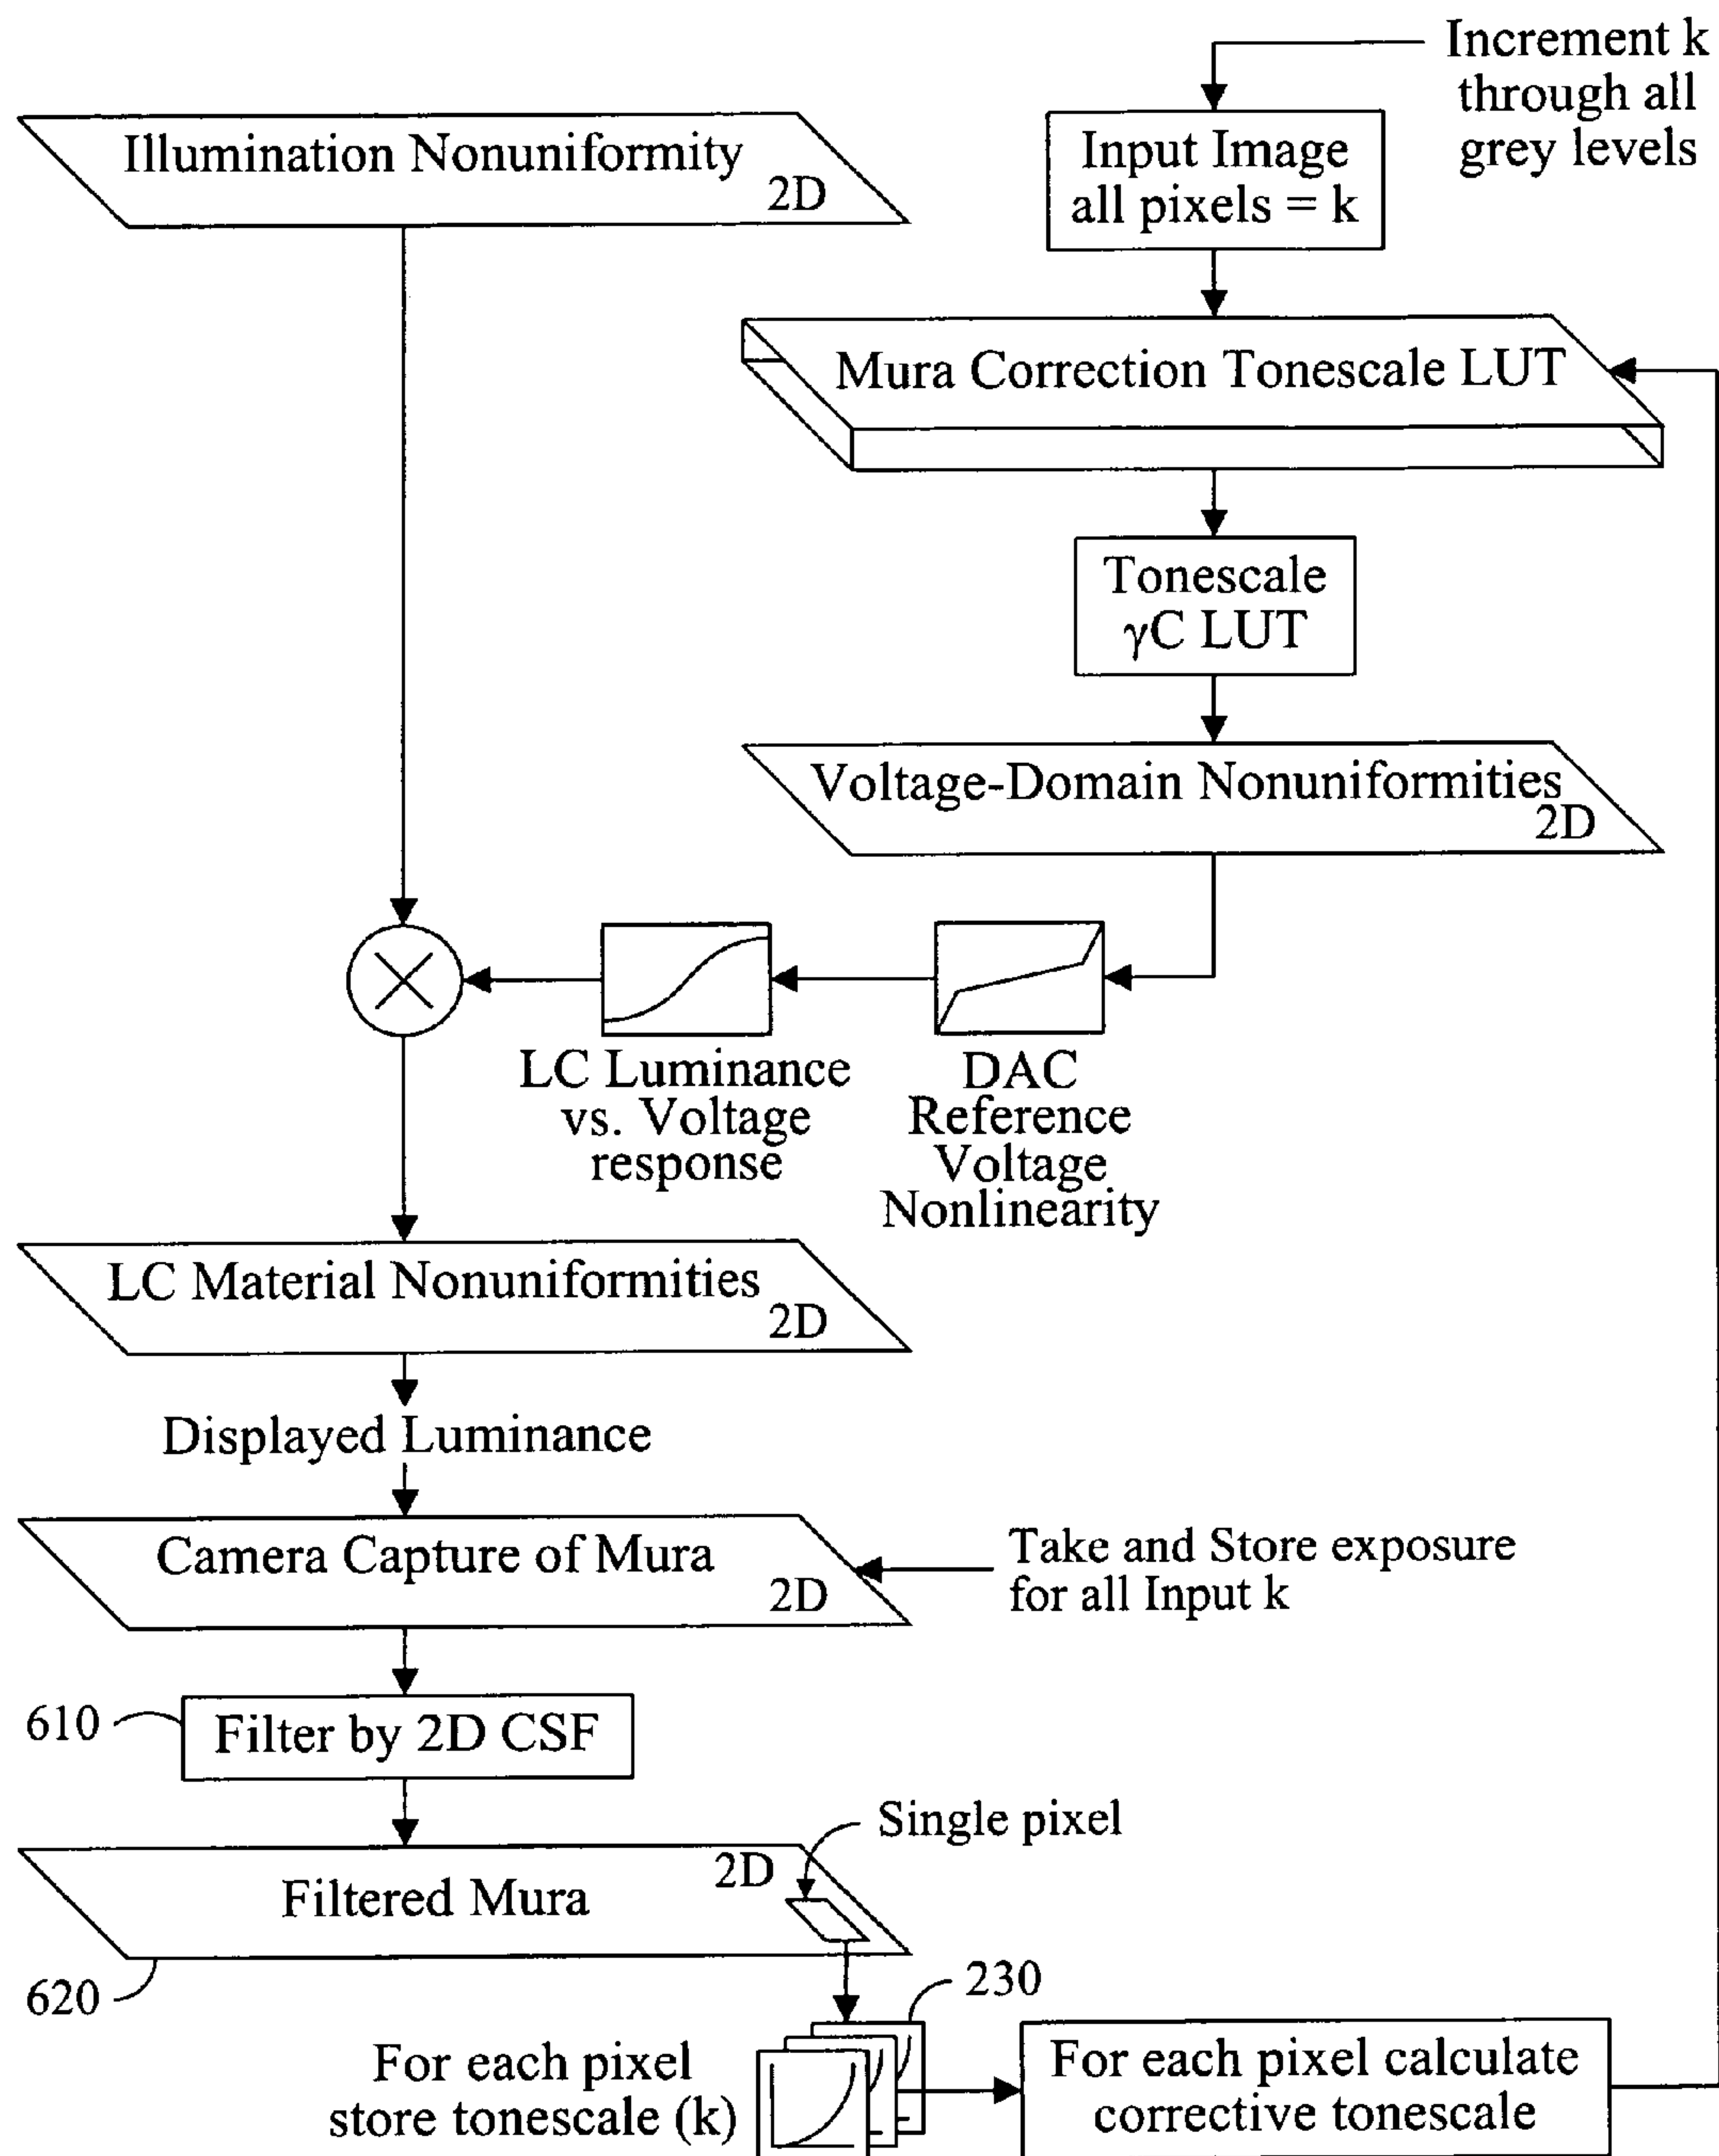 Increment k
through all
grey levels
Illumination Nonuniformity
2D
Input Image
all pixels = k
Mura Correction Tonescale LUT
Tonescale
γC LUT
Voltage-Domain Nonuniformities
2D
LC Luminance
vs. Voltage
response
DAC
Reference
Voltage
Nonlinearity
LC Material Nonuniformities
2D
Displayed Luminance
Camera Capture of Mura
2D
Take and Store exposure
for all Input k
610
Filter by 2D CSF
Single pixel
2D
Filtered Mura
620
230
For each pixel
store tonescale (k)
For each pixel calculate
corrective tonescale